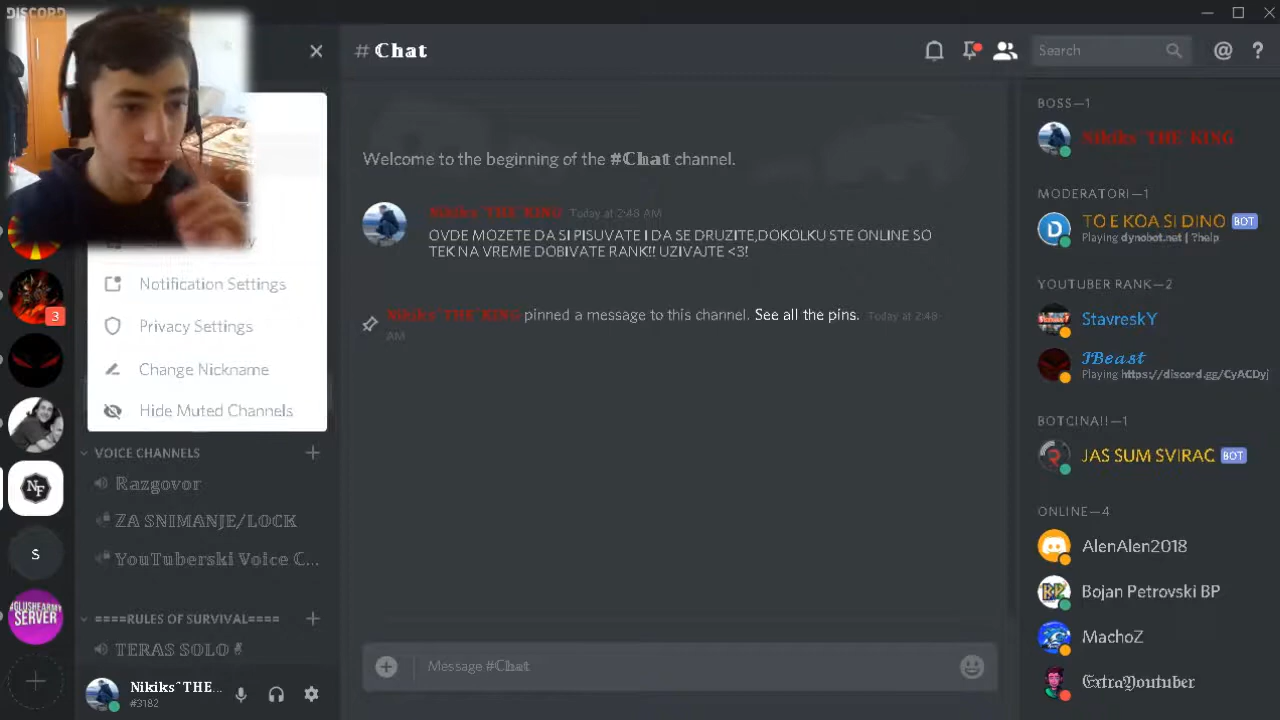 DISCORD
# Chat
Search
@ ?
Notification Settings
Privacy Settings
Change Nickname
Hide Muted Channels
3
NF
S
SERVER
VOICE CHANNELS
Razgovor
ZA SNIMANJE/LOCK
YouTuberski Voice C...
====RULES OF SURVIVAL====
TERAS SOLO
Nikiks^THE...
#3182
Welcome to the beginning of the #Chat channel.
Nikiks^THE^KING Today at 2:48 AM
OVDE MOZETE DA SI PISUVATE I DA SE DRUZITE,DOKOLKU STE ONLINE SO
TEK NA VREME DOBIVATE RANK!! UZIVAJTE <3!
Nikiks^THE^KING pinned a message to this channel. See all the pins. Today at 2:48
AM
Message #Chat
BOSS—1
Nikiks^THE^KING
MODERATORI—1
TO E KOA SI DINO BOT
Playing dynobot.net | ?help
YOUTUBER RANK—2
StavreskY
IBeast
Playing https://discord.gg/CyACDyj
BOTCINA!!—1
JAS SUM SVIRAC BOT
ONLINE—4
AlenAlen2018
Bojan Petrovski BP
MachoZ
ExtraYoutuber